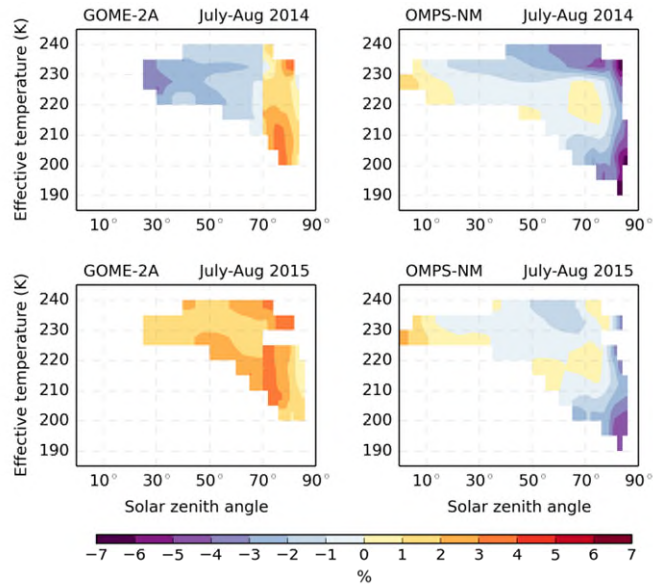 GOME-2A July-Aug 2014
OMPS-NM July-Aug 2014
Effective temperature (K)
240
230
220
210
200
190
10° 30° 50° 70° 90°
240
230
220
210
200
190
10° 30° 50° 70° 90°
GOME-2A July-Aug 2015
OMPS-NM July-Aug 2015
Effective temperature (K)
240
230
220
210
200
190
10° 30° 50° 70° 90°
Solar zenith angle
240
230
220
210
200
190
10° 30° 50° 70° 90°
Solar zenith angle
−7 −6 −5 −4 −3 −2 −1 0 1 2 3 4 5 6 7
%